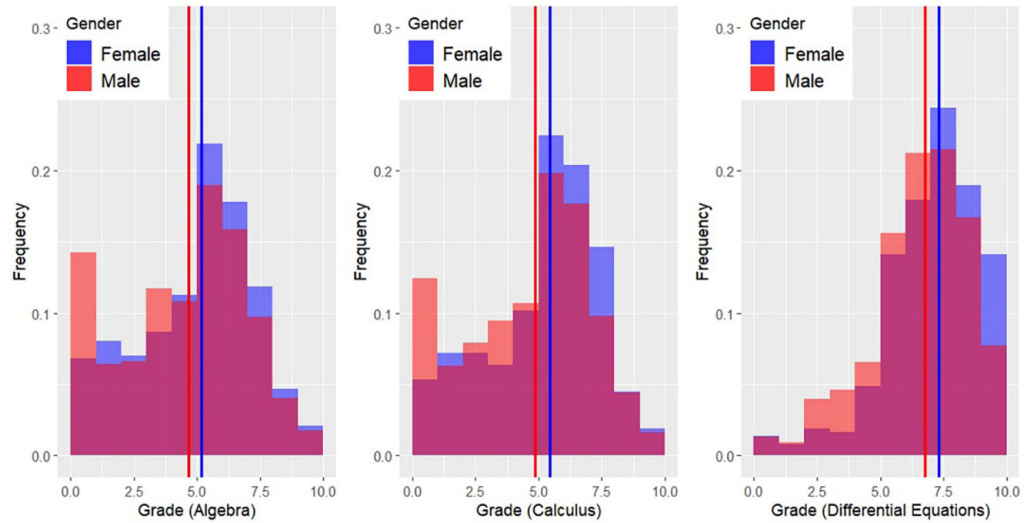 Gender
Female
Male
0.3
0.2
0.1
0.0
Frequency
0.0 2.5 5.0 7.5 10.0
Grade (Algebra)
Gender
Female
Male
0.3
0.2
0.1
0.0
Frequency
0.0 2.5 5.0 7.5 10.0
Grade (Calculus)
Gender
Female
Male
0.3
0.2
0.1
0.0
Frequency
0.0 2.5 5.0 7.5 10.0
Grade (Differential Equations)